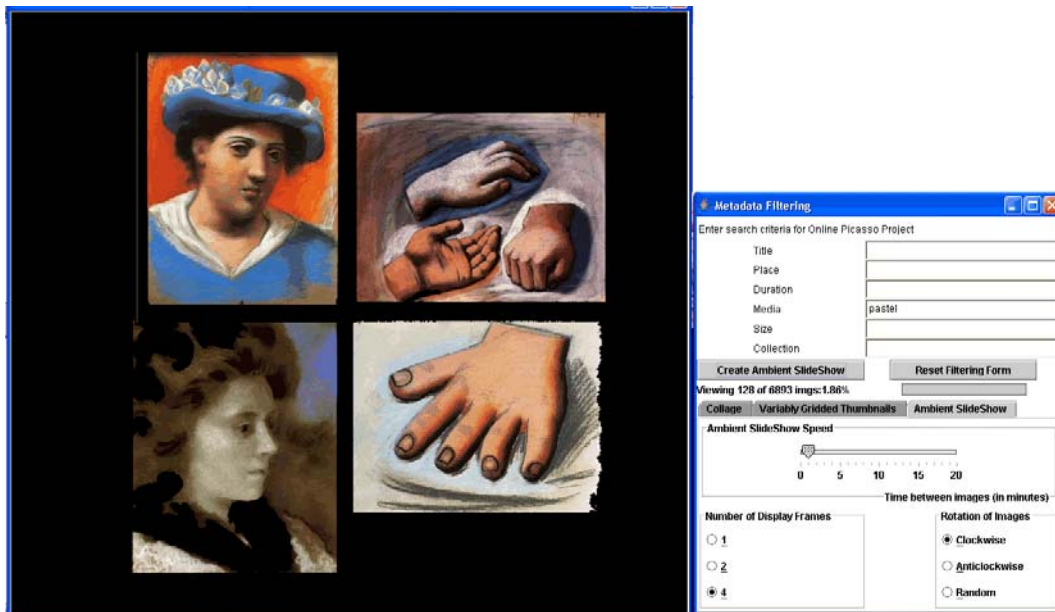 Metadata Filtering
Enter search criteria for Online Picasso Project
Title
Place
Duration
Media pastel
Size
Collection
Create Ambient SlideShow Reset Filtering Form
Viewing 128 of 6893 imgs:1.86%
Collage Variably Gridded Thumbnails Ambient SlideShow
Ambient SlideShow Speed
0 5 10 15 20
Time between images (in minutes)
Number of Display Frames Rotation of Images
1 Clockwise
2 Anticlockwise
4 Random